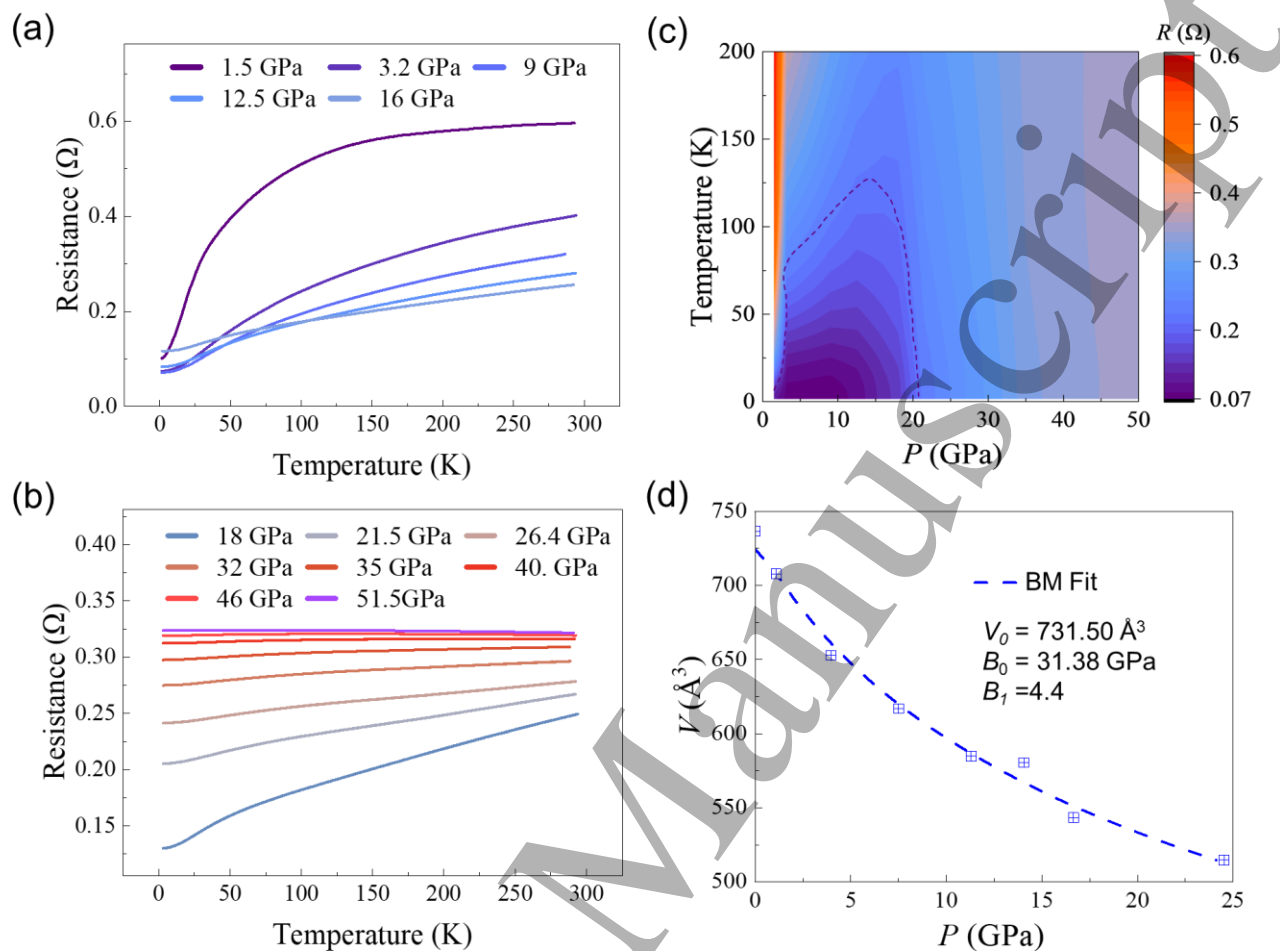 (a)
1.5 GPa 3.2 GPa 9 GPa
12.5 GPa 16 GPa
0.6
0.4
0.2
0.0
Resistance (Ω)
0 50 100 150 200 250 300
Temperature (K)
(b)
18 GPa 21.5 GPa 26.4 GPa
32 GPa 35 GPa 40. GPa
46 GPa 51.5GPa
0.40
0.35
0.30
0.25
0.20
0.15
Resistance (Ω)
0 50 100 150 200 250 300
Temperature (K)
(c)
R (Ω)
200
150
100
50
0
Temperature (K)
0 10 20 30 40 50
P (GPa)
0.6
0.5
0.4
0.3
0.2
0.07
(d)
750
700
650
600
550
500
V (Å³)
BM Fit
V₀ = 731.50 Å³
B₀ = 31.38 GPa
B₁ =4.4
0 5 10 15 20 25
P (GPa)
Manuscript